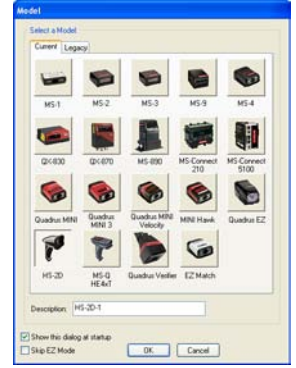 Model
Select a Model
Current Legacy
MS-1 MS-2 MS-3 MS-9 MS-4
QX-830 QX-870 MS-890 MS-Connect 210 MS-Connect 5100
Quadrus MINI Quadrus MINI 3 Quadrus MINI Velocity MINI Hawk Quadrus EZ
HS-2D MS-Q HE4xT Quadrus Verifier EZ Match
Description: HS-2D-1
Show this dialog at startup
Skip EZ Mode OK Cancel